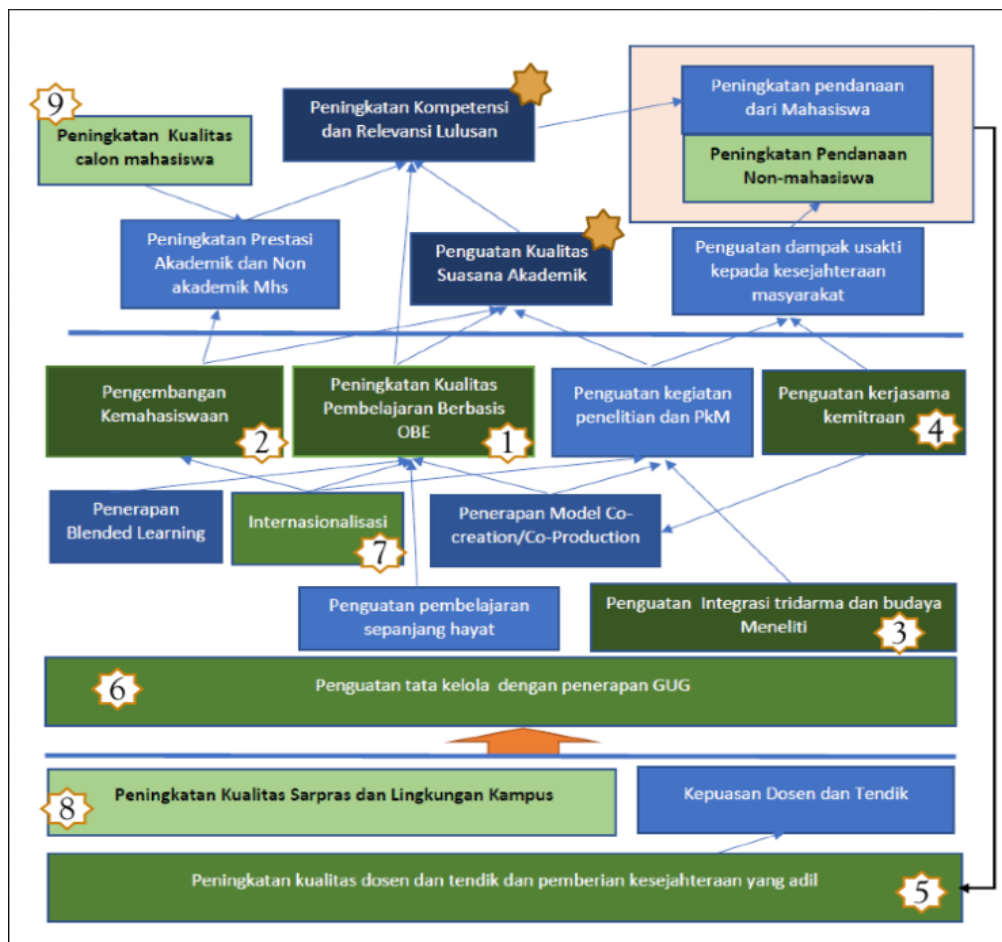 9
Peningkatan Kualitas
calon mahasiswa
Peningkatan Kompetensi
dan Relevansi Lulusan
Peningkatan pendanaan
dari Mahasiswa
Peningkatan Pendanaan
Non-mahasiswa
Peningkatan Prestasi
Akademik dan Non
akademik Mhs
Penguatan Kualitas
Suasana Akademik
Penguatan dampak usakti
kepada kesejahteraan
masyarakat
Pengembangan
Kemahasiswaan
2
Peningkatan Kualitas
Pembelajaran Berbasis
OBE
1
Penguatan kegiatan
penelitian dan PkM
Penguatan kerjasama
kemitraan
4
Penerapan
Blended Learning
Internasionalisasi
7
Penerapan Model Co-
creation/Co-Production
Penguatan pembelajaran
sepanjang hayat
Penguatan Integrasi tridarma dan budaya
Meneliti
3
6
Penguatan tata kelola dengan penerapan GUG
8
Peningkatan Kualitas Sarpras dan Lingkungan Kampus
Kepuasan Dosen dan Tendik
Peningkatan kualitas dosen dan tendik dan pemberian kesejahteraan yang adil
5